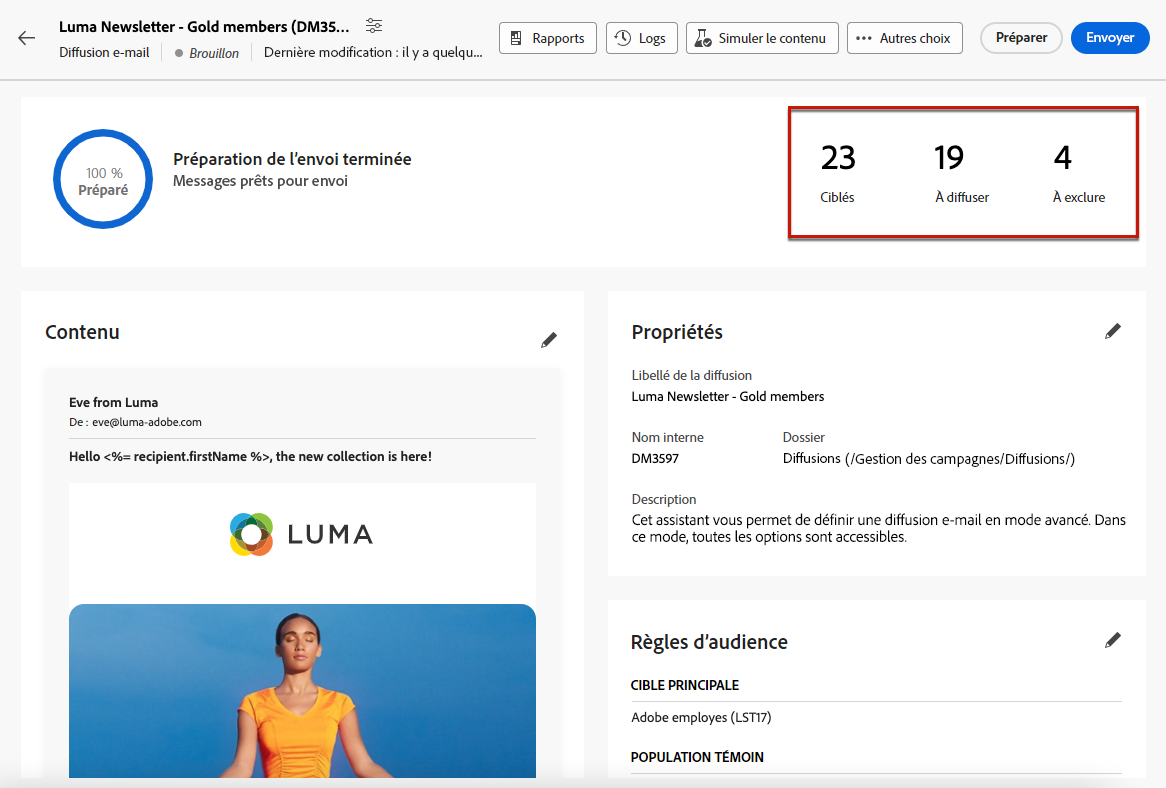 Luma Newsletter - Gold members (DM35...
Diffusion e-mail
Brouillon
Dernière modification : il y a quelqu...
Rapports
Logs
Simuler le contenu
Autres choix
Préparer
Envoyer
100 %
Préparé
Préparation de l’envoi terminée
Messages prêts pour envoi
23
19
4
Ciblés
À diffuser
À exclure
Contenu
Eve from Luma
De : eve@luma-adobe.com
Hello <%= recipient.firstName %>, the new collection is here!
LUMA
Propriétés
Libellé de la diffusion
Luma Newsletter - Gold members
Nom interne
Dossier
DM3597
Diffusions (/Gestion des campagnes/Diffusions/)
Description
Cet assistant vous permet de définir une diffusion e-mail en mode avancé. Dans
ce mode, toutes les options sont accessibles.
Règles d’audience
CIBLE PRINCIPALE
Adobe employes (LST17)
POPULATION TÉMOIN